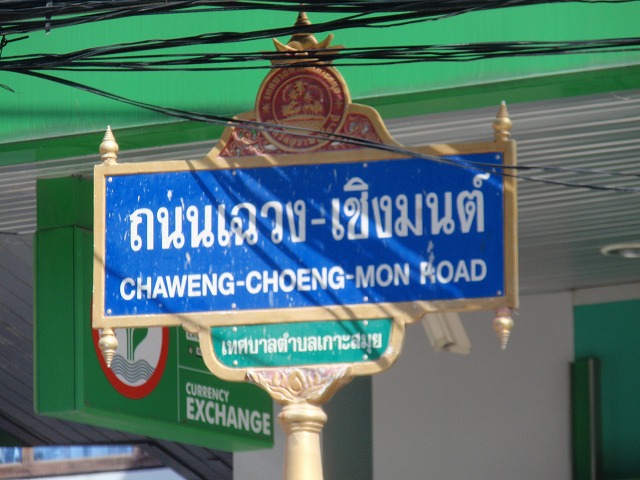 ถนนเฉวง-เชิงมนต์
CHAWENG-CHOENG-MON ROAD
เทศบาลตำบลเกาะสมุย
CURRENCY
EXCHANGE